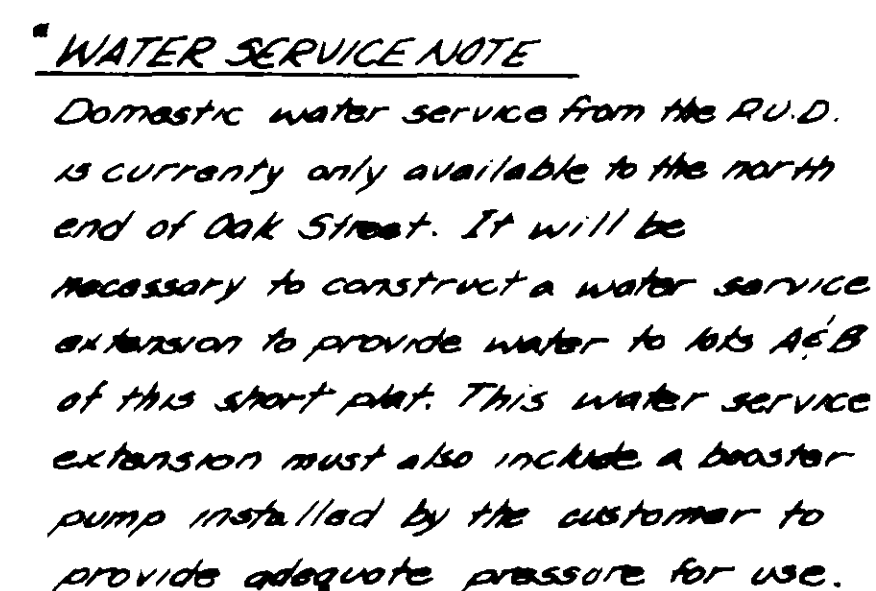 "WATER SERVICE NOTE
Domestic water service from the P.U.D.
is currenty only available to the north
end of Oak Street. It will be
necessary to construct a water service
extension to provide water to lots A&B
of this short plat. This water service
extension must also include a booster
pump installed by the customer to
provide adequate pressure for use.